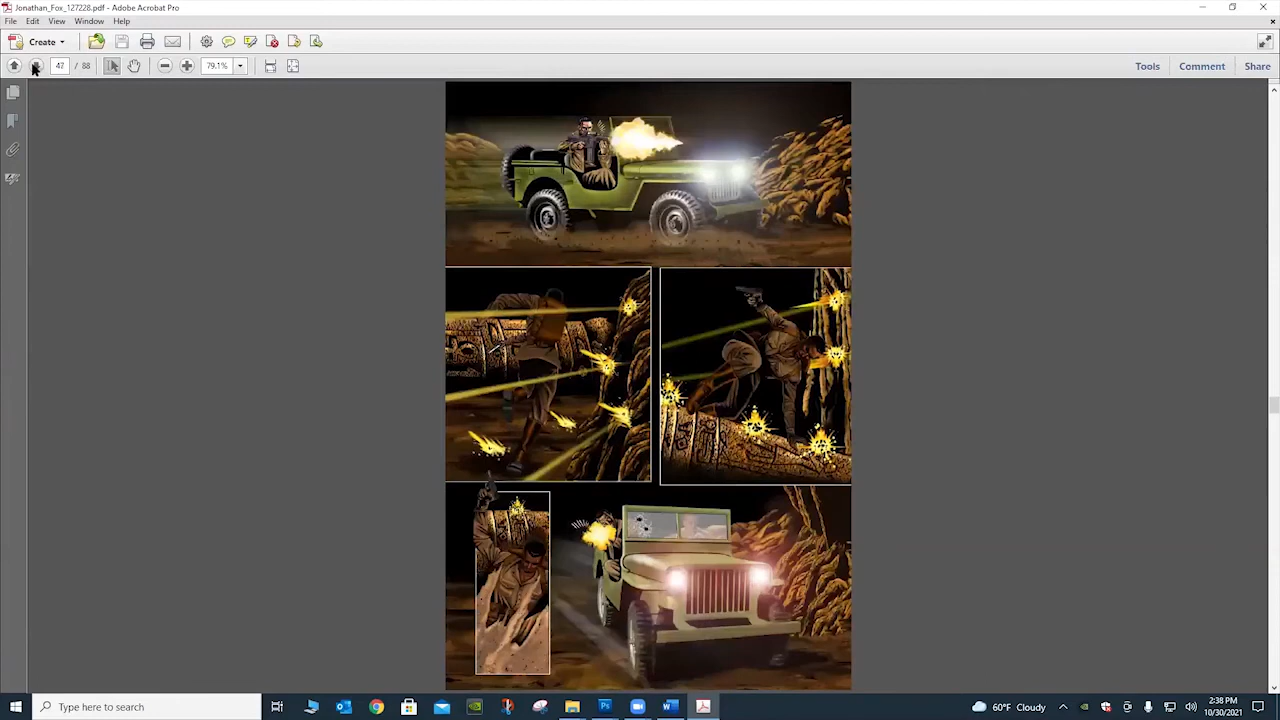 Jonathan_Fox_127228.pdf - Adobe Acrobat Pro
File Edit View Window Help
Create
47 / 88 79.1% Tools Comment Share
Type here to search
60°F Cloudy
2:38 PM
10/30/2021